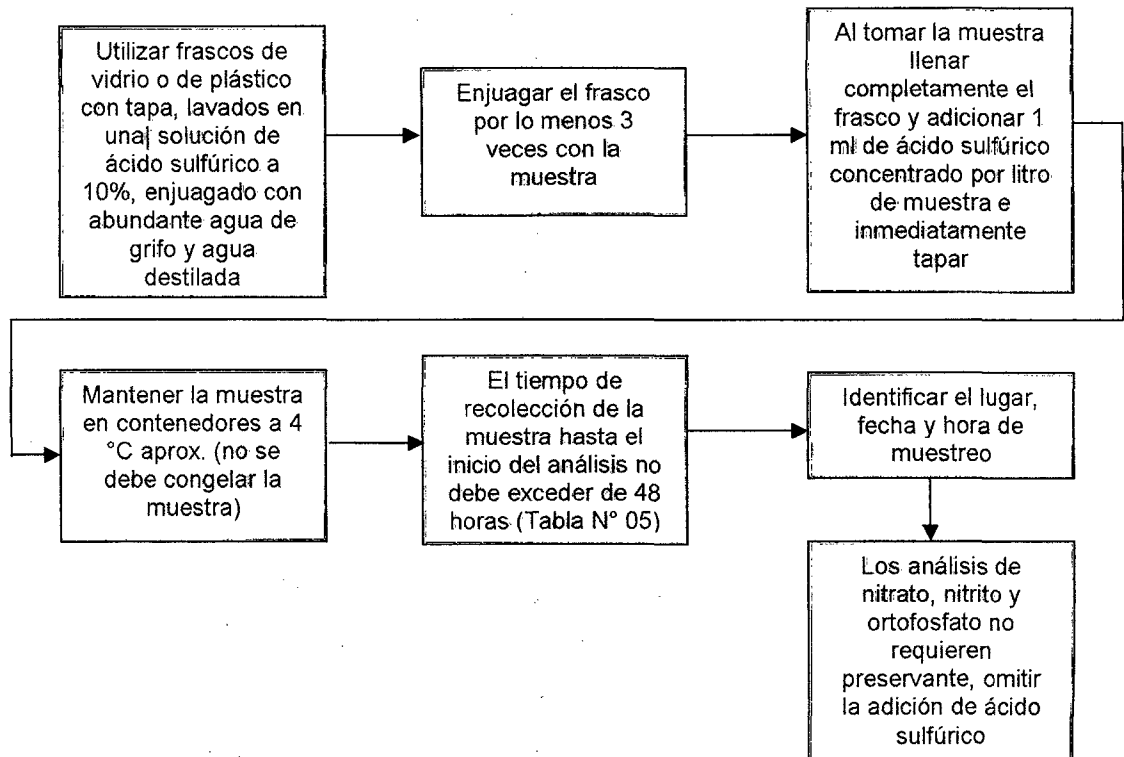 Utilizar frascos de
vidrio o de plástico
con tapa, lavados en
una solución de
ácido sulfúrico a
10%, enjuagado con
abundante agua de
grifo y agua
destilada
Enjuagar el frasco
por lo menos 3
veces con la
muestra
Al tomar la muestra
llenar
completamente el
frasco y adicionar 1
ml de ácido sulfúrico
concentrado por litro
de muestra e
inmediatamente
tapar
Mantener la muestra
en contenedores a 4
°C aprox. (no se
debe congelar la
muestra)
El tiempo de
recolección de la
muestra hasta el
inicio del análisis no
debe exceder de 48
horas (Tabla N° 05)
Identificar el lugar,
fecha y hora de
muestreo
Los análisis de
nitrato, nitrito y
ortofosfato no
requieren
preservante, omitir
la adición de ácido
sulfúrico